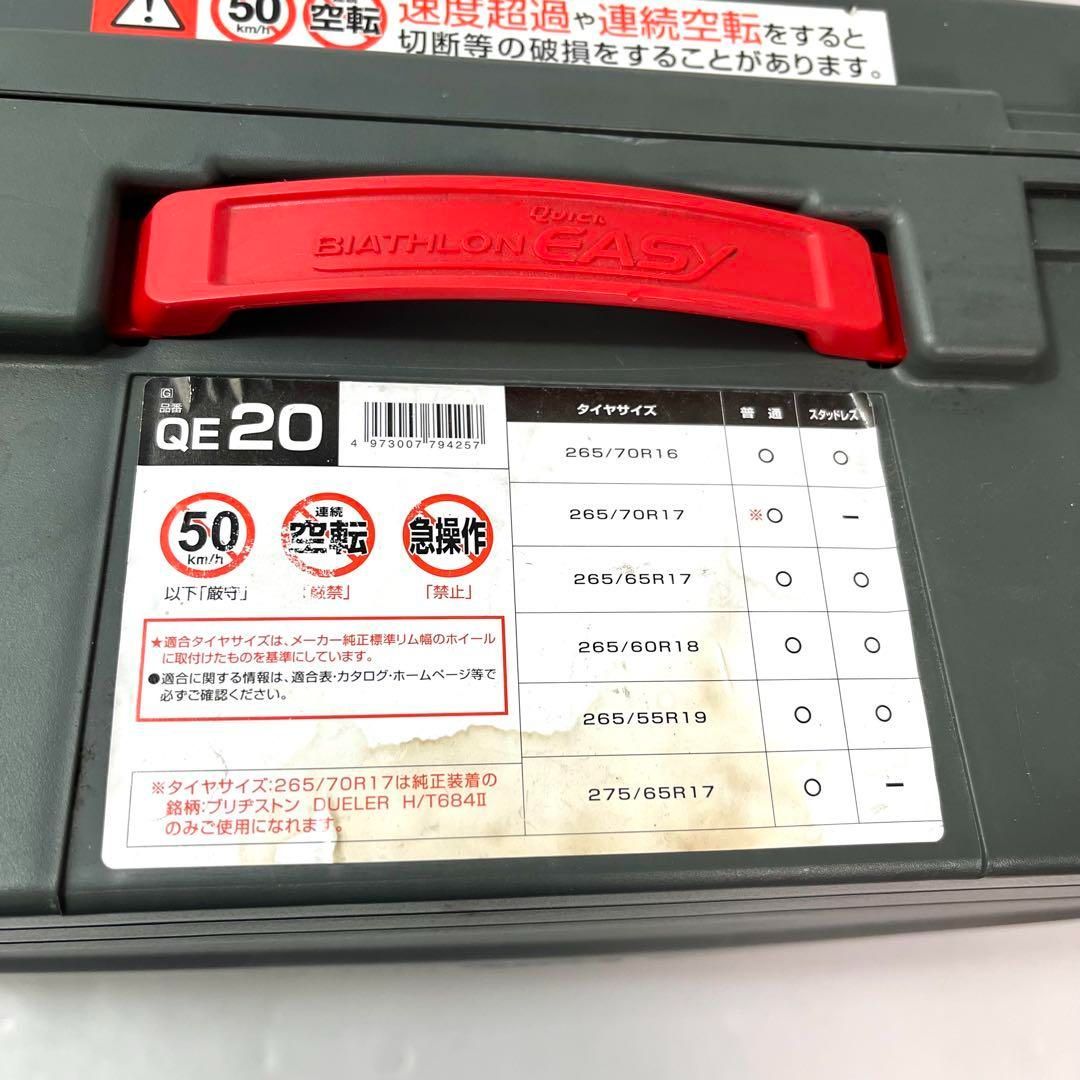 50
km/h
連続
空転
速度超過や連続空転をすると
切断等の破損をすることがあります。
QUICK
BIATHLON EASY
G
品番
QE20
4 973007 794257
50
km/h
以下「厳守」
連続
空転
「厳禁」
急操作
「禁止」
★適合タイヤサイズは、メーカー純正標準リム幅のホイール
に取付けたものを基準にしています。
●適合に関する情報は、適合表・カタログ・ホームページ等で
必ずご確認ください。
※タイヤサイズ:265/70R17は純正装着の
銘柄:ブリヂストン DUELER H/T684II
のみご使用になれます。
タイヤサイズ 普通 スタッドレス
265/70R16 ○ ○
265/70R17 ※○ ー
265/65R17 ○ ○
265/60R18 ○ ○
265/55R19 ○ ○
275/65R17 ○ ー